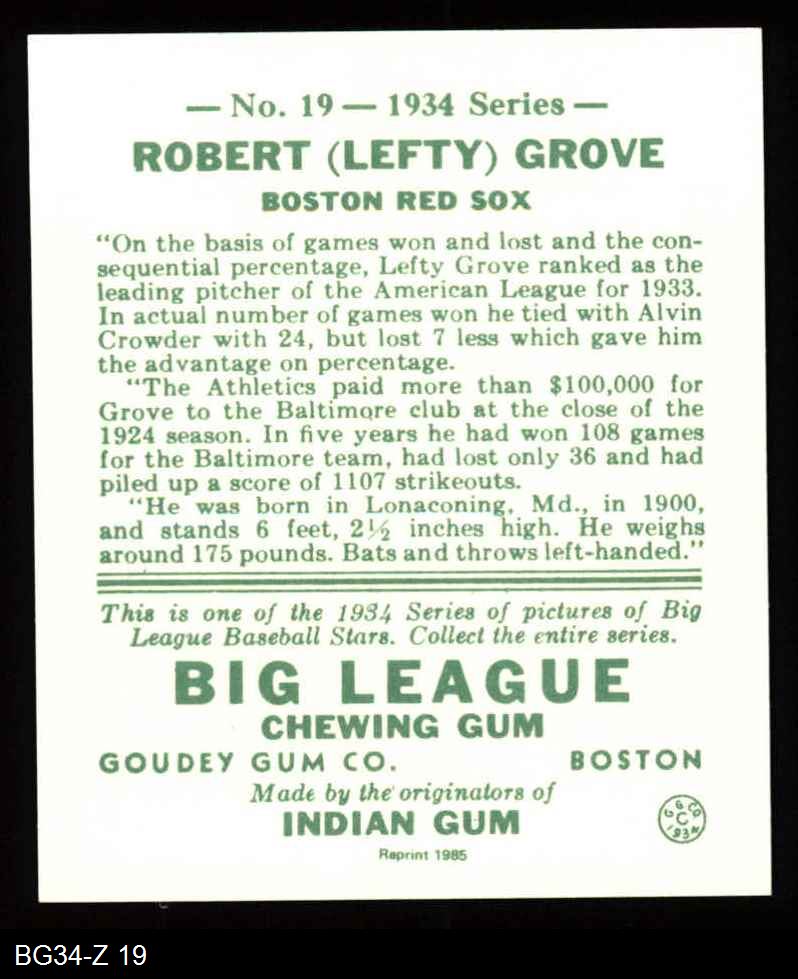 — No. 19 — 1934 Series —
ROBERT (LEFTY) GROVE
BOSTON RED SOX
"On the basis of games won and lost and the con-
sequential percentage, Lefty Grove ranked as the
leading pitcher of the American League for 1933.
In actual number of games won he tied with Alvin
Crowder with 24, but lost 7 less which gave him
the advantage on percentage.
"The Athletics paid more than $100,000 for
Grove to the Baltimore club at the close of the
1924 season. In five years he had won 108 games
for the Baltimore team, had lost only 36 and had
piled up a score of 1107 strikeouts.
"He was born in Lonaconing, Md., in 1900,
and stands 6 feet, 2½ inches high. He weighs
around 175 pounds. Bats and throws left-handed."
This is one of the 1934 Series of pictures of Big
League Baseball Stars. Collect the entire series.
BIG LEAGUE
CHEWING GUM
GOUDEY GUM CO. BOSTON
Made by the originators of
INDIAN GUM
G G CO
C
1934
Reprint 1985
BG34-Z 19